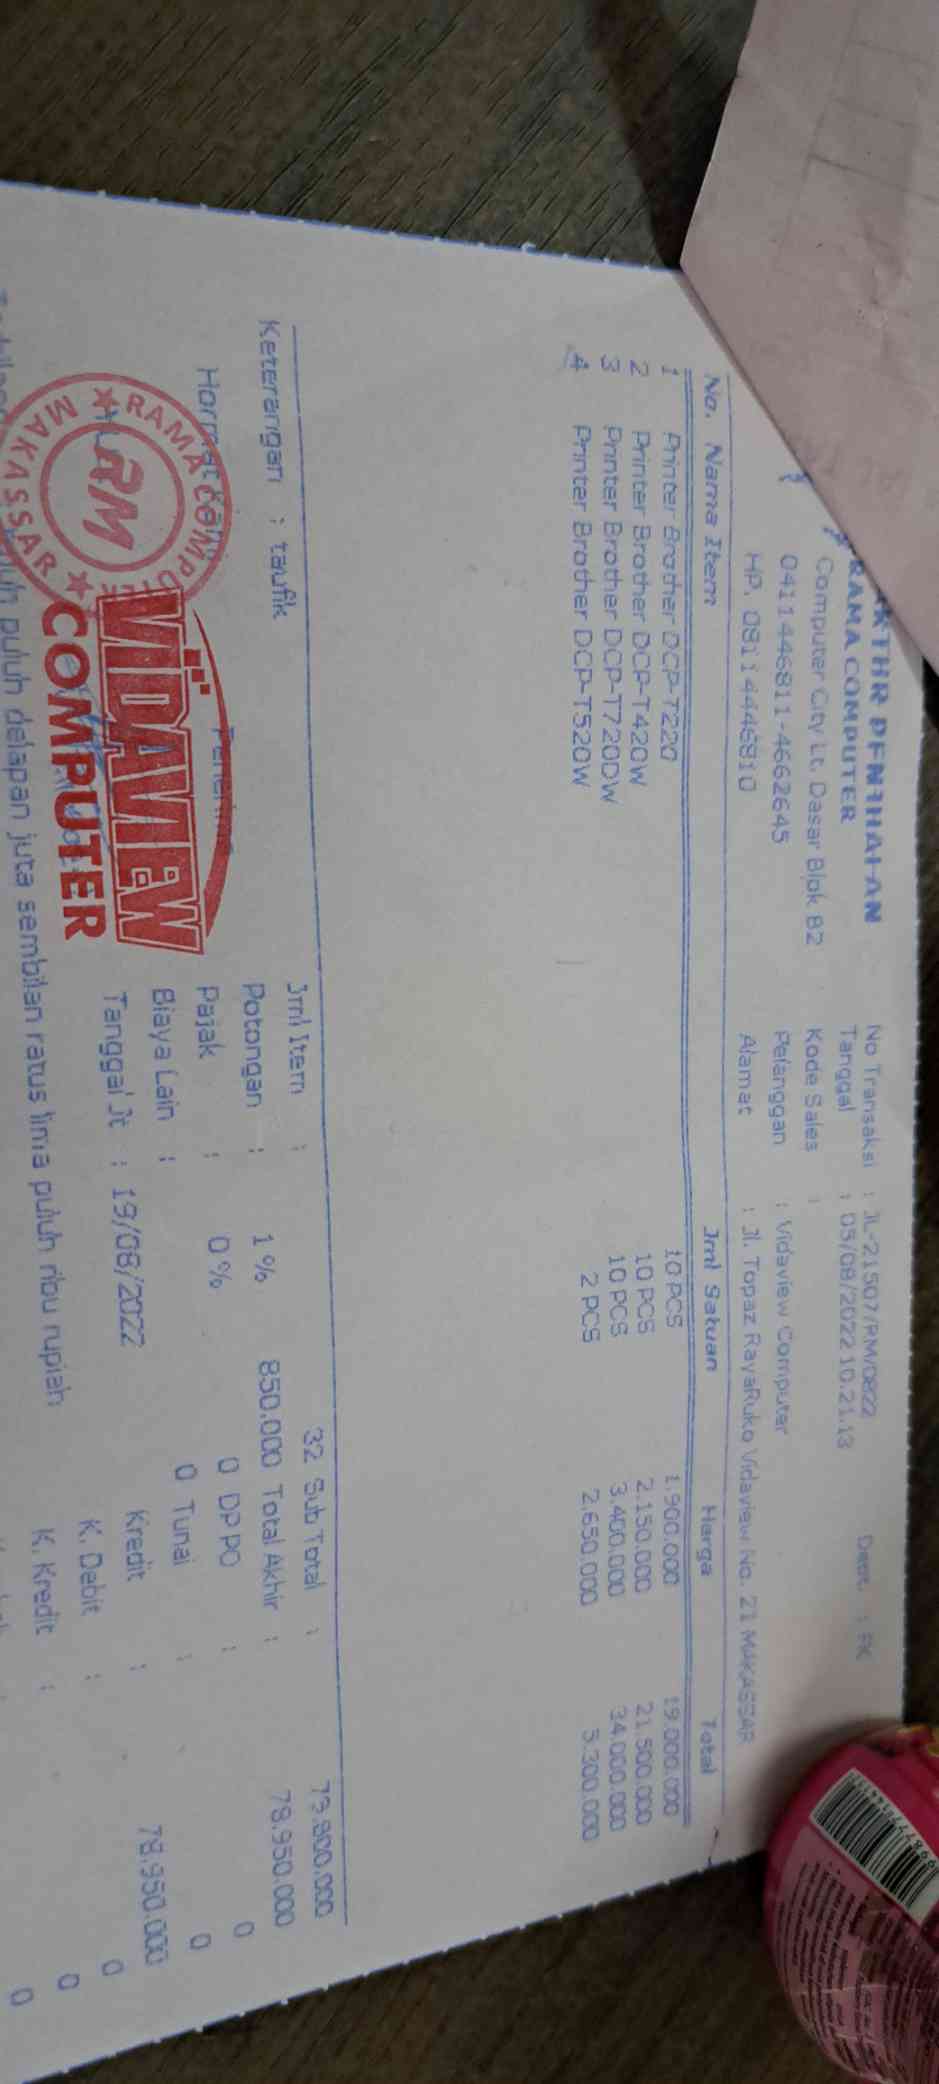 RAMA COMPUTER
Computer City Lt. Dasar Blok B2
0411446811-4662645
HP. 0811446810
No Transaksi : JL-21507/RM/0822 Dept. : PK
Tanggal : 05/08/2022 10.21.13
Kode Sales :
Pelanggan : Vidaview Computer
Alamat : Jl. Topaz RayaRuko Vidaview No. 21 MAKASSAR
No. Nama Item Jml Satuan Harga Total
1 Printer Brother DCP-T220 10 PCS 1.900.000 19.000.000
2 Printer Brother DCP-T420W 10 PCS 2.150.000 21.500.000
3 Printer Brother DCP-T720DW 10 PCS 3.400.000 34.000.000
4 Printer Brother DCP-T520W 2 PCS 2.650.000 5.300.000
Keterangan : taufik
Jml Item : 32 Sub Total : 79.800.000
Potongan : 1 % 850.000 Total Akhir : 78.950.000
Pajak : 0 % 0 DP PO : 0
Biaya Lain : 0 Tunai : 0
Tanggal Jt : 19/08/2022 Kredit : 78.950.000
K. Debit : 0
K. Kredit : 0
0
Hormat Kami
RAMA COMPUTER
RM
MAKASSAR
VIDAVIEW
COMPUTER
puluh delapan juta sembilan ratus lima puluh ribu rupiah